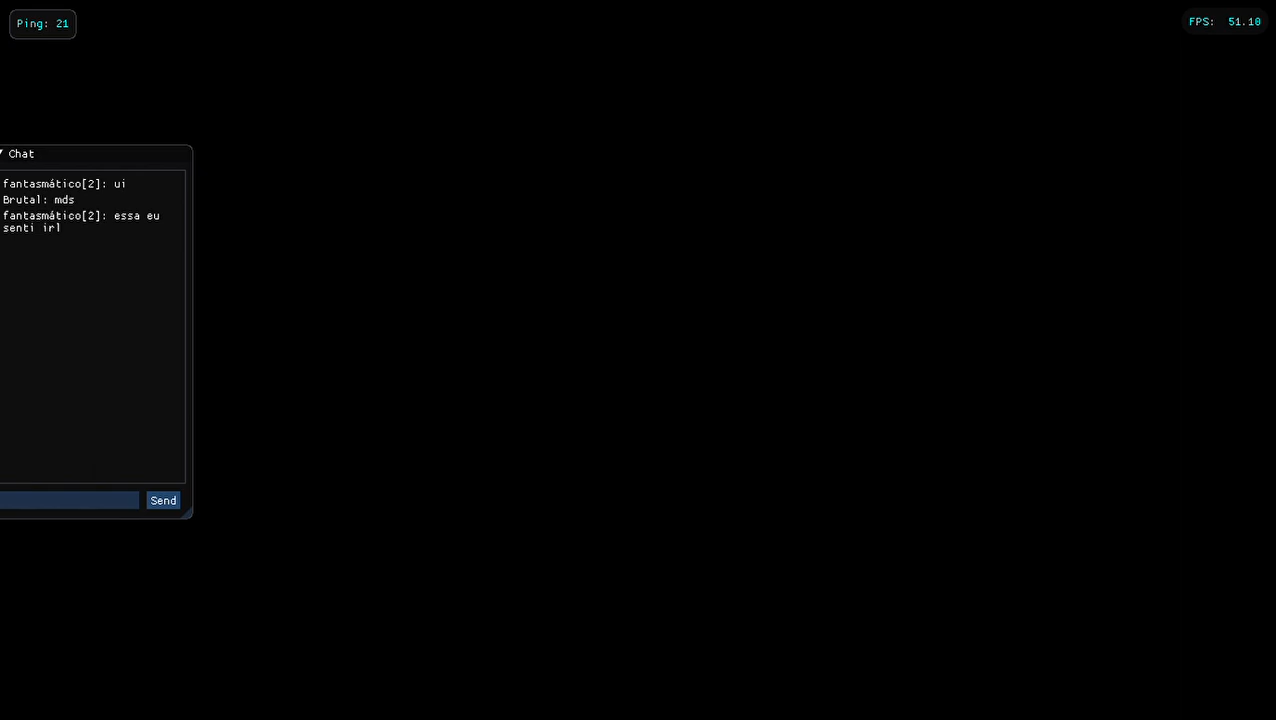 Ping: 21
FPS: 51.10
Chat
fantasmático[2]: ui
Brutal: mds
fantasmático[2]: essa eu
senti irl
Send